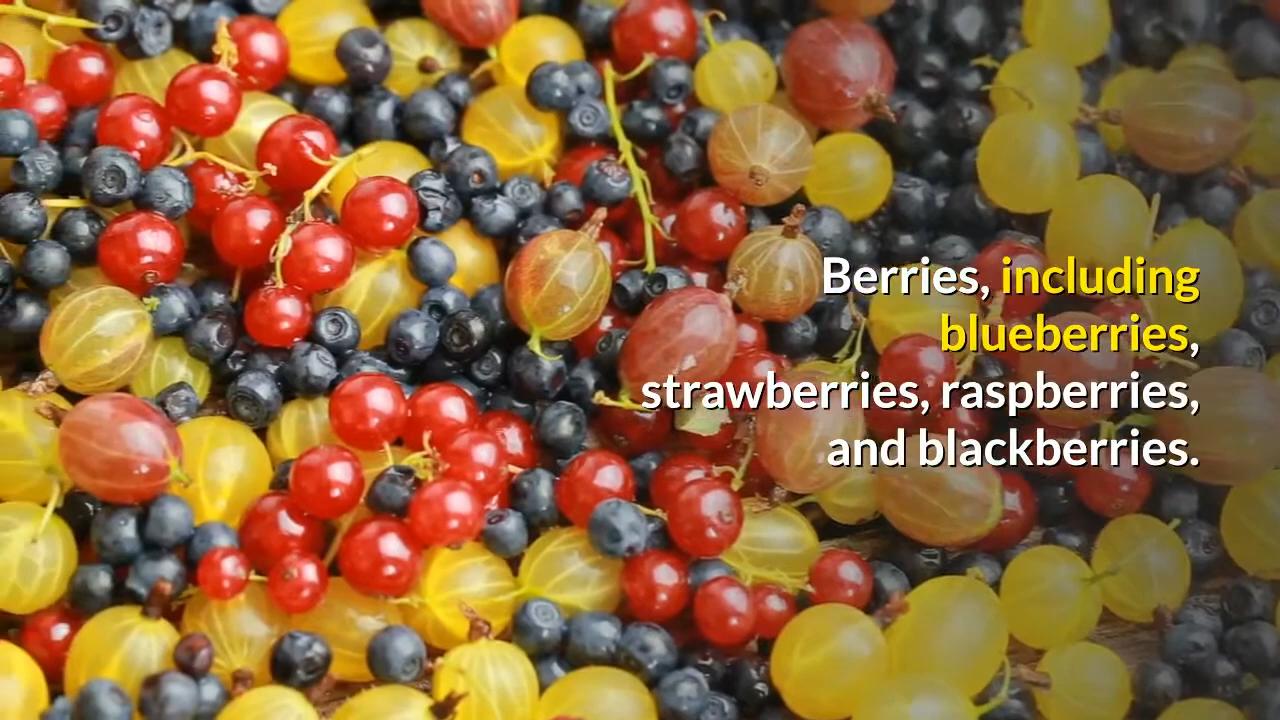 Berries, including
blueberries,
strawberries, raspberries,
and blackberries.